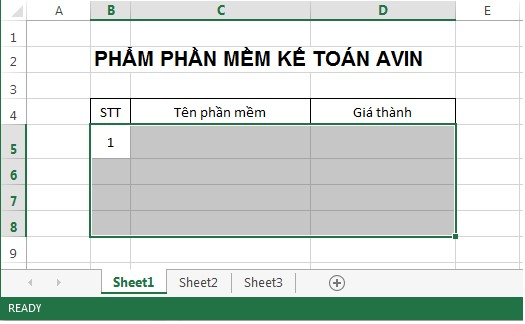 A B C D E
1
2 PHẨM PHẦN MỀM KẾ TOÁN AVIN
3
4 STT Tên phần mềm Giá thành
5 1
6
7
8
9
Sheet1 Sheet2 Sheet3
READY